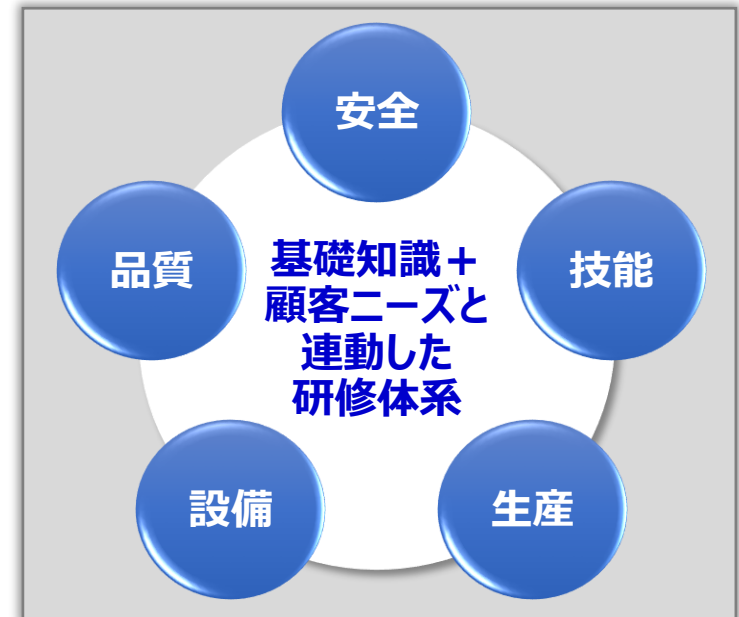 安全
品質
基礎知識＋
顧客ニーズと
連動した
研修体系
技能
設備
生産